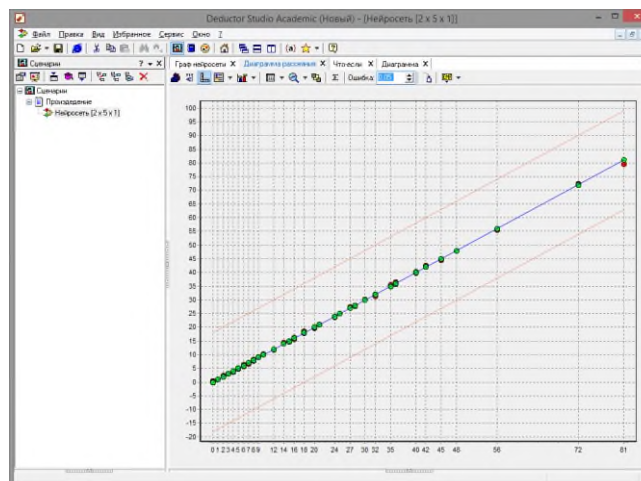 Deductor Studio Academic (Новый) - [Нейросеть [2 x 5 x 1]]
Файл Правка Вид Избранное Сервис Окно ?
Сценарии
Граф нейросети X Диаграмма рассеяния X Что-если X Диаграмма X
Ошибка: 0,05
Сценарии
Произведение
Нейросеть [2 x 5 x 1]
100
95
90
85
80
75
70
65
60
55
50
45
40
35
30
25
20
15
10
5
0
-5
-10
-15
-20
0 1 2 3 4 5 6 7 8 9 12 14 16 18 20 24 27 30 32 35 40 42 45 48 56 72 81